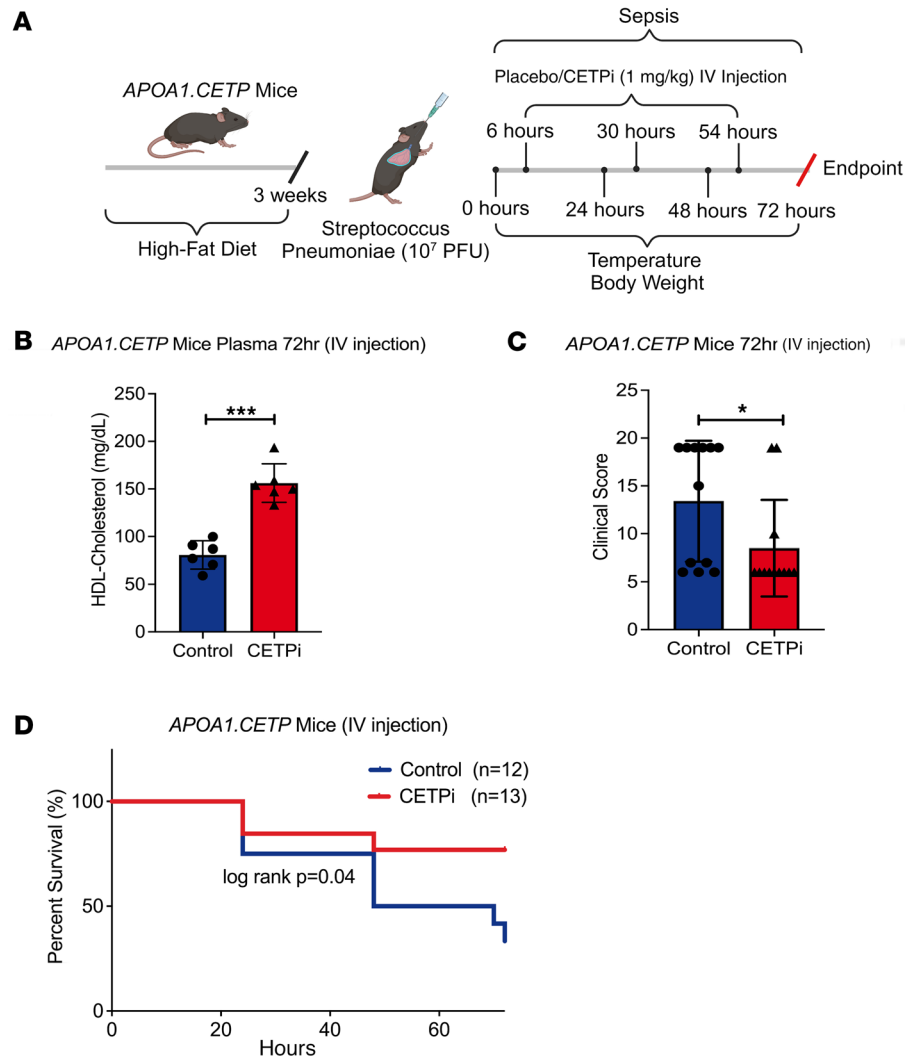 A
Sepsis
Placebo/CETPi (1 mg/kg) IV Injection
APOA1.CETP Mice
6 hours 30 hours 54 hours
Endpoint
3 weeks
0 hours 24 hours 48 hours 72 hours
High-Fat Diet
Streptococcus
Pneumoniae (10⁷ PFU)
Temperature
Body Weight
B APOA1.CETP Mice Plasma 72hr (IV injection)
HDL-Cholesterol (mg/dL)
250
200
150
100
50
0
***
Control CETPi
C APOA1.CETP Mice 72hr (IV injection)
Clinical Score
25
20
15
10
5
0
*
Control CETPi
D APOA1.CETP Mice (IV injection)
Control (n=12)
CETPi (n=13)
Percent Survival (%)
100
50
0
log rank p=0.04
0 20 40 60
Hours